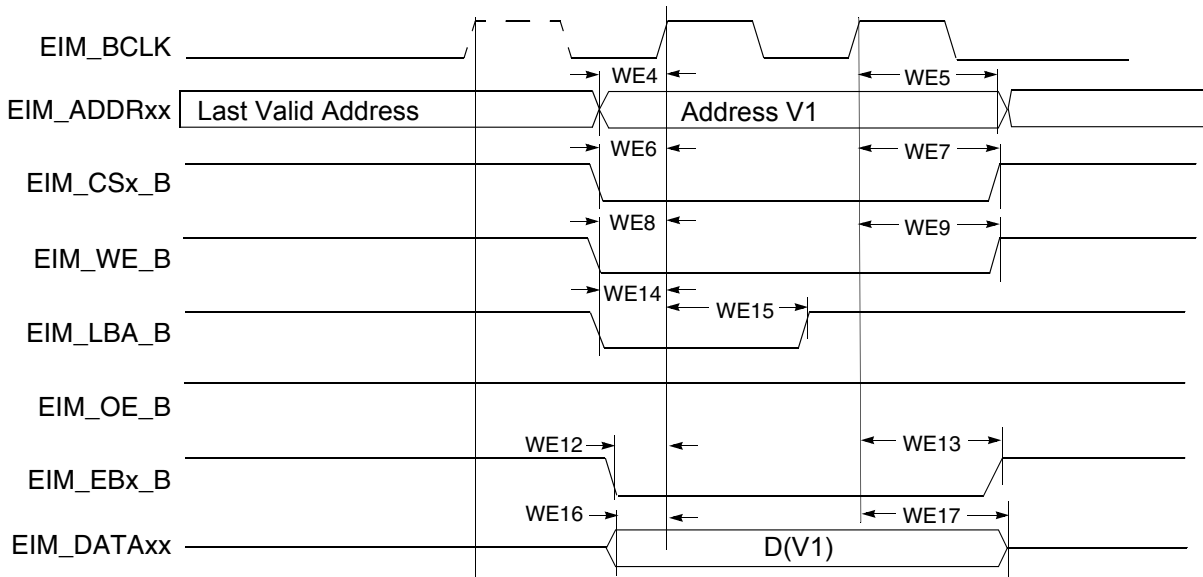 EIM_BCLK
WE4
WE5
EIM_ADDRxx
Last Valid Address
Address V1
WE6
WE7
EIM_CSx_B
WE8
WE9
EIM_WE_B
WE14
WE15
EIM_LBA_B
EIM_OE_B
WE12
WE13
EIM_EBx_B
WE16
WE17
EIM_DATAxx
D(V1)